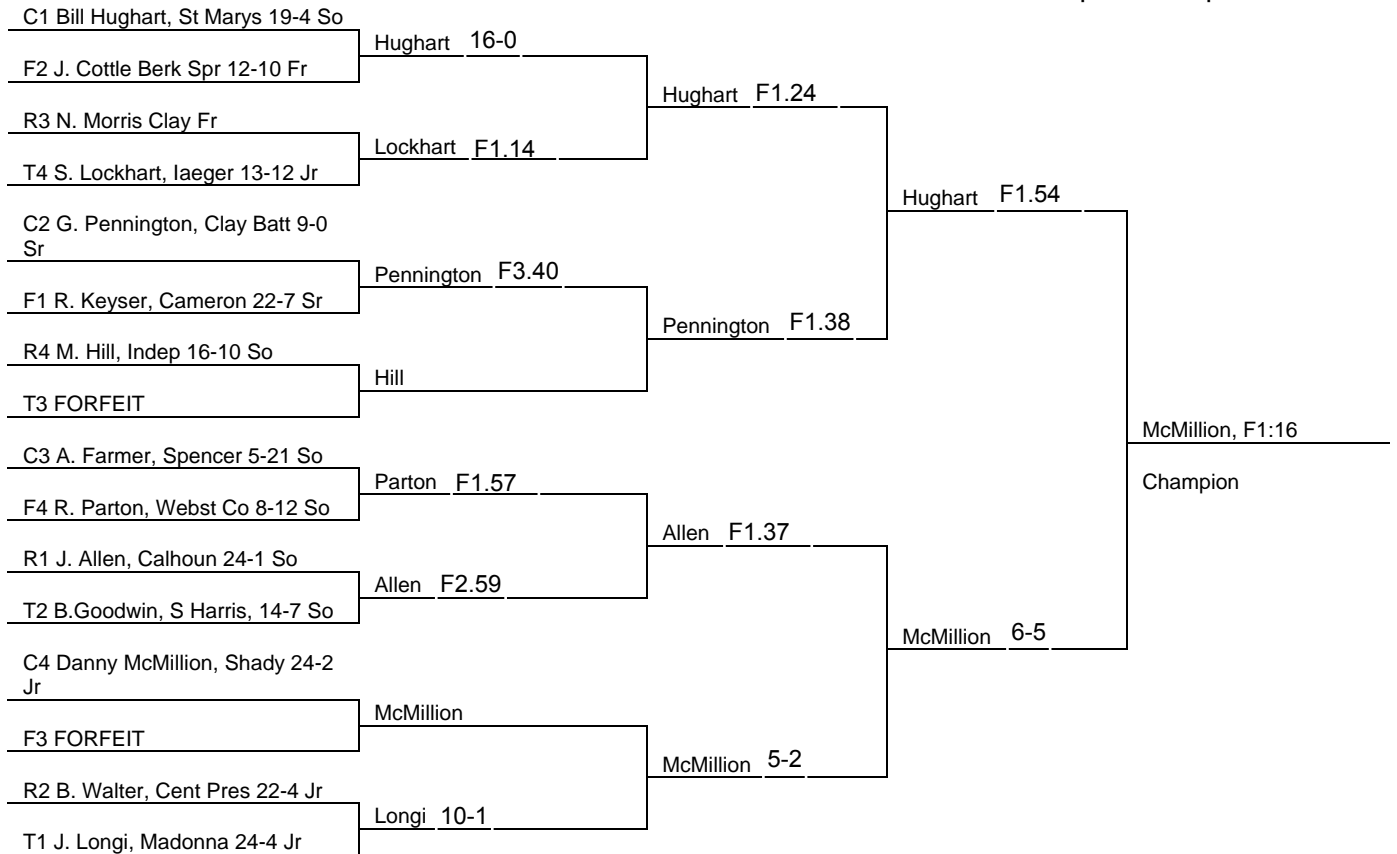 C1 Bill Hughart, St Marys 19-4 So
F2 J. Cottle Berk Spr 12-10 Fr
R3 N. Morris Clay Fr
T4 S. Lockhart, Iaeger 13-12 Jr
C2 G. Pennington, Clay Batt 9-0
Sr
F1 R. Keyser, Cameron 22-7 Sr
R4 M. Hill, Indep 16-10 So
T3 FORFEIT
C3 A. Farmer, Spencer 5-21 So
F4 R. Parton, Webst Co 8-12 So
R1 J. Allen, Calhoun 24-1 So
T2 B.Goodwin, S Harris, 14-7 So
C4 Danny McMillion, Shady 24-2
Jr
F3 FORFEIT
R2 B. Walter, Cent Pres 22-4 Jr
T1 J. Longi, Madonna 24-4 Jr
Hughart 16-0
Lockhart F1.14
Pennington F3.40
Hill
Parton F1.57
Allen F2.59
McMillion
Longi 10-1
Hughart F1.24
Pennington F1.38
Allen F1.37
McMillion 5-2
Hughart F1.54
McMillion 6-5
McMillion, F1:16
Champion